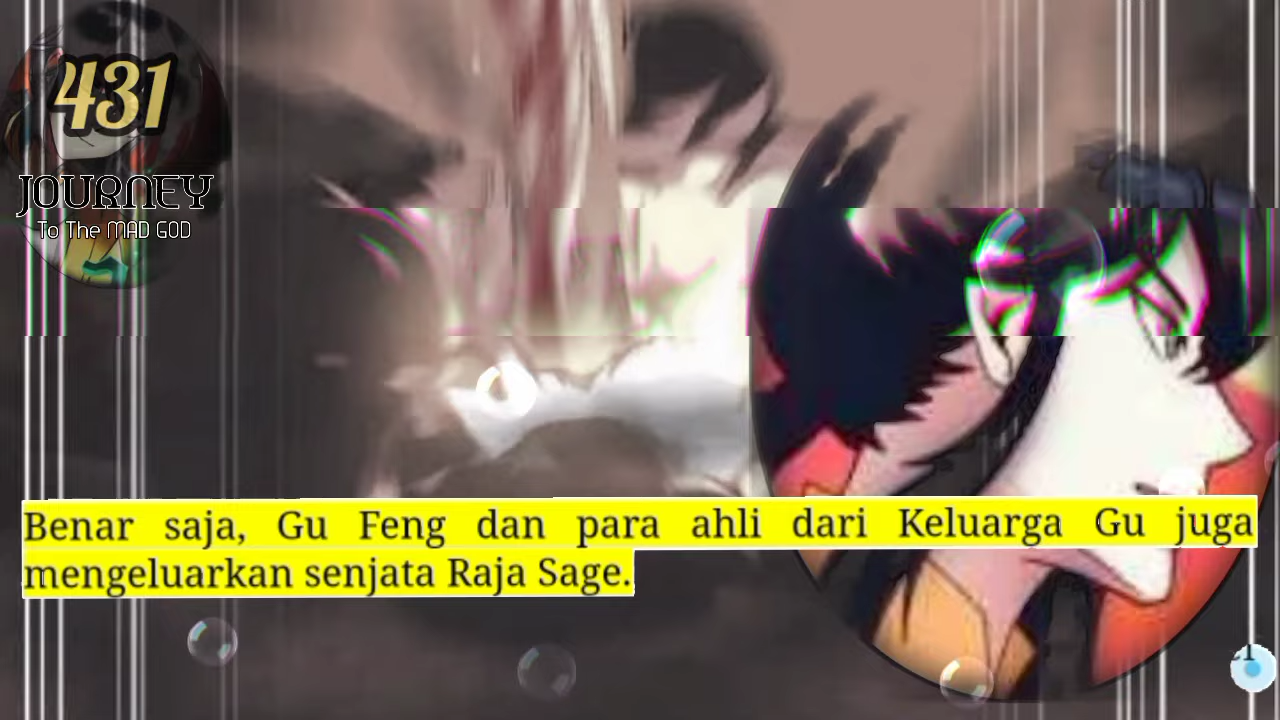 431
JOURNEY
To The MAD GOD
Benar saja, Gu Feng dan para ahli dari Keluarga Gu juga
mengeluarkan senjata Raja Sage.